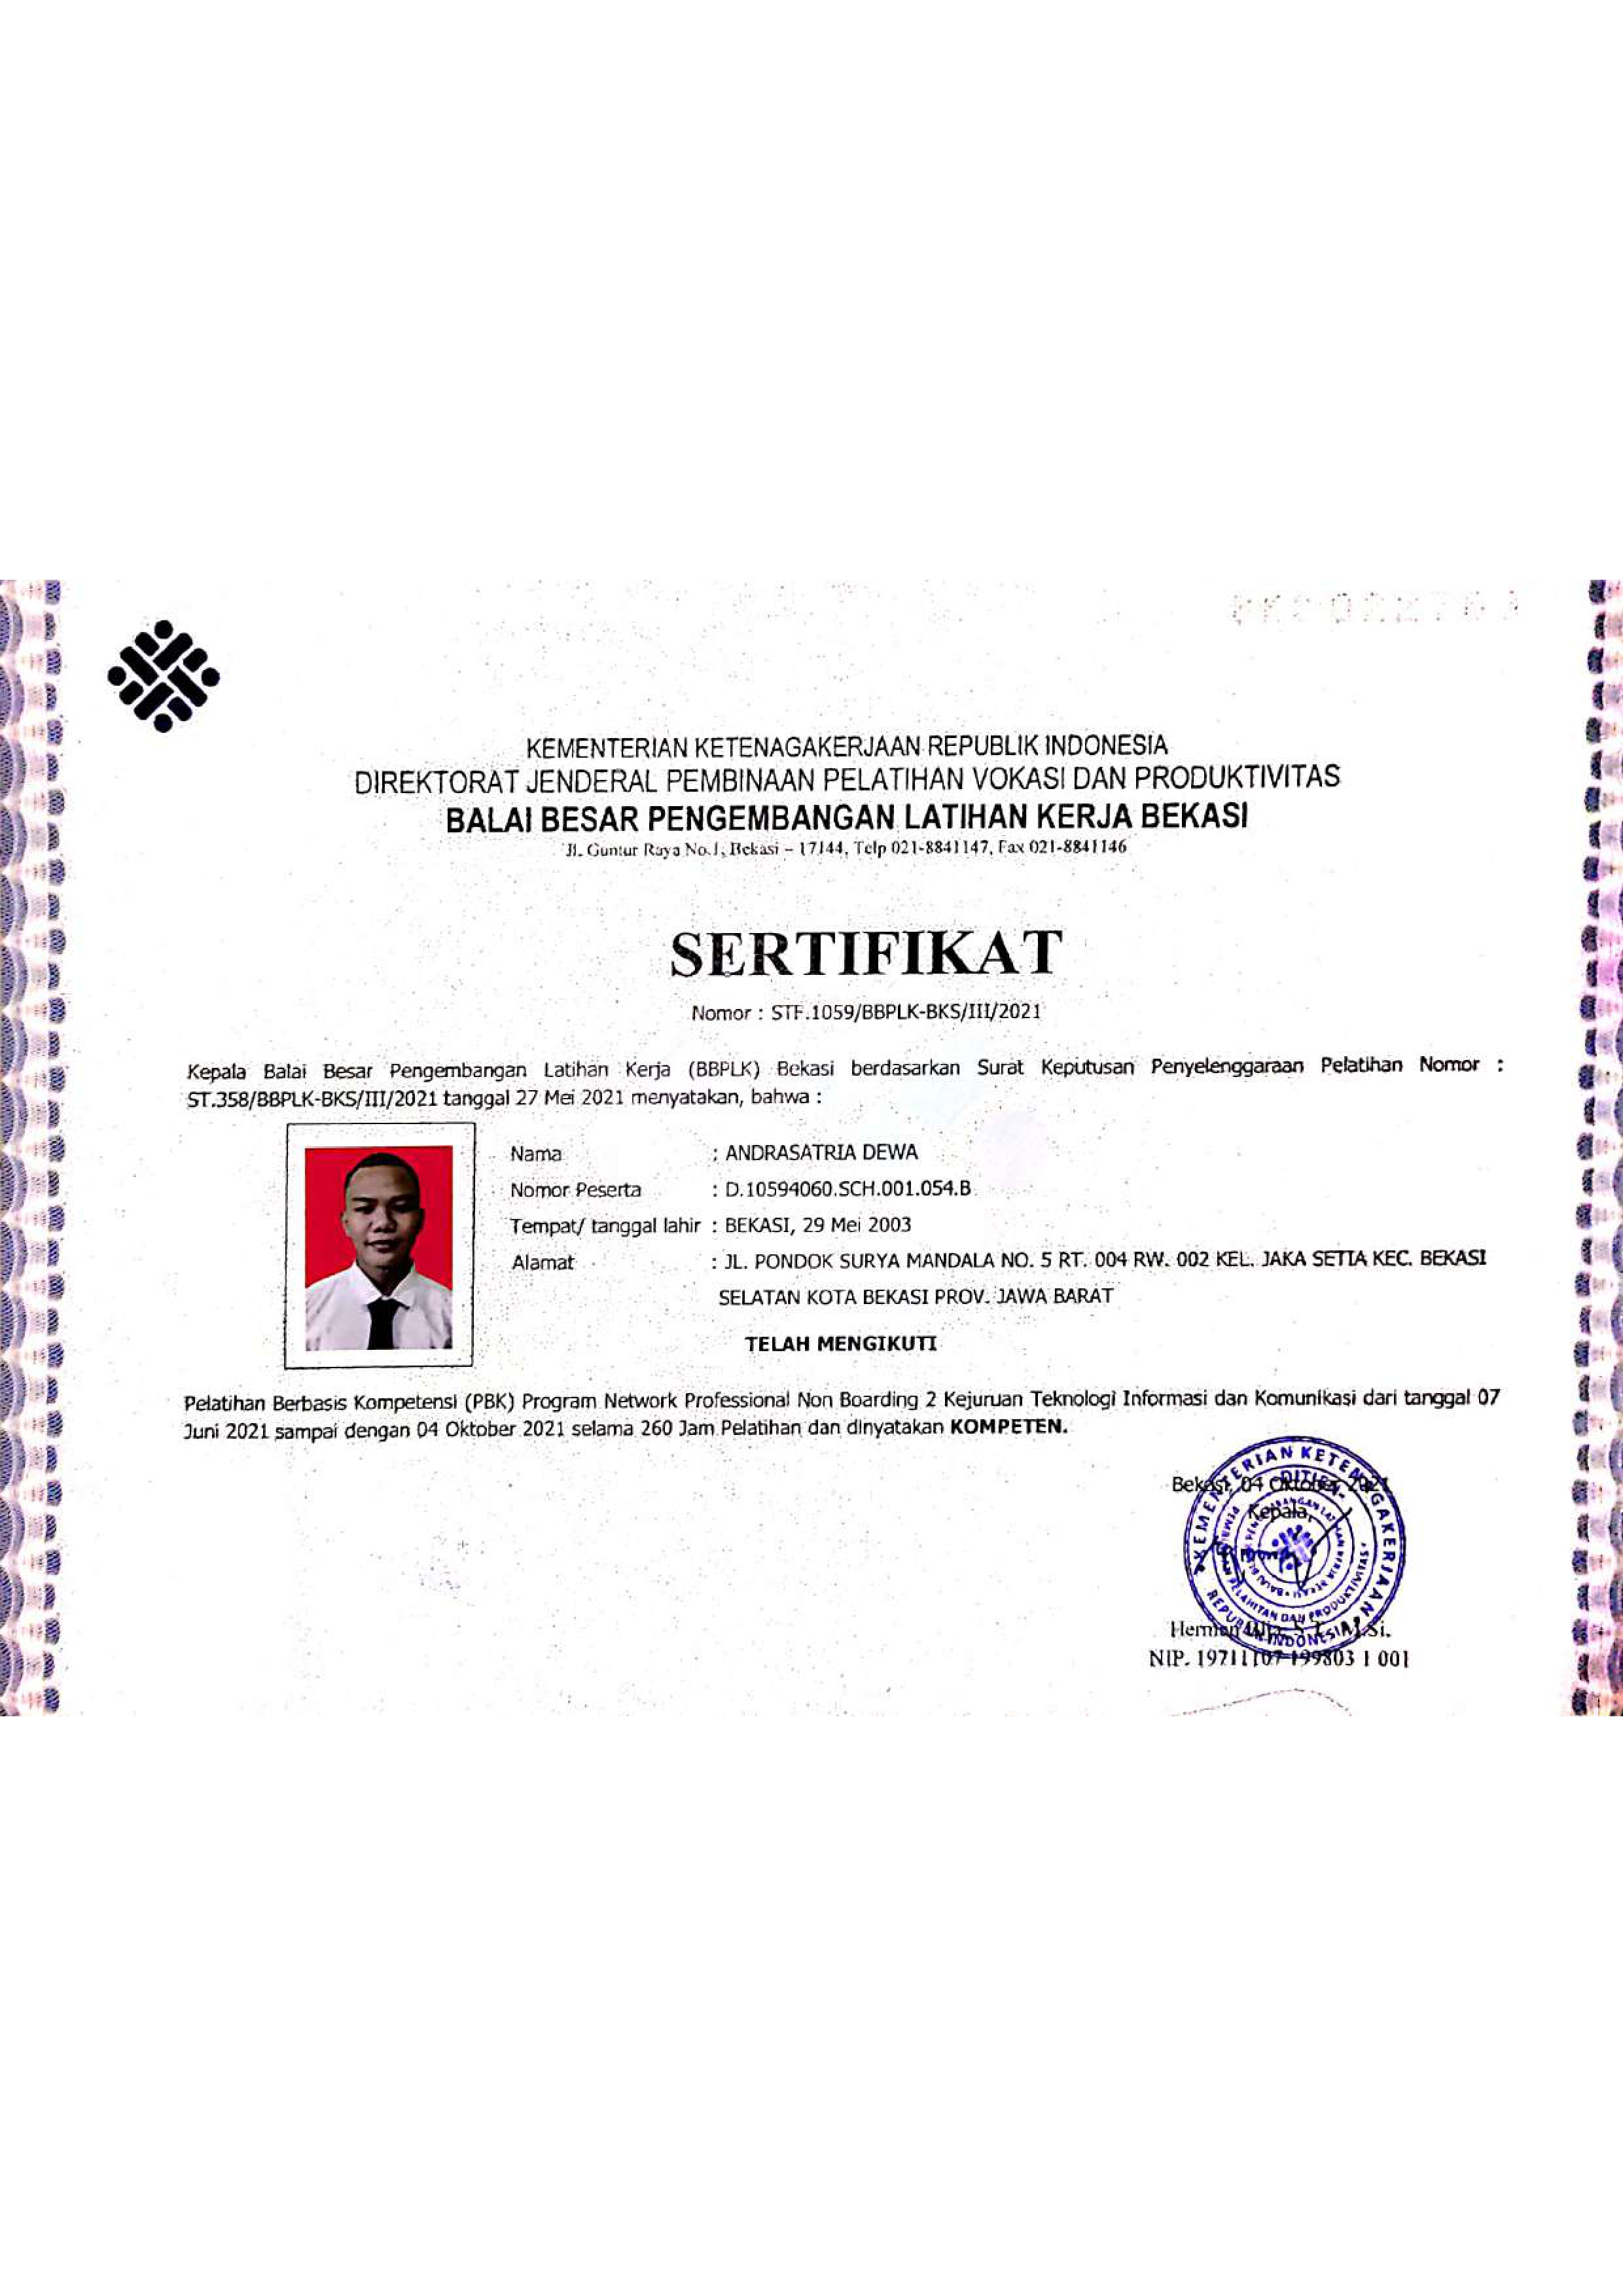 KEMENTERIAN KETENAGAKERJAAN REPUBLIK INDONESIA
DIREKTORAT JENDERAL PEMBINAAN PELATIHAN VOKASI DAN PRODUKTIVITAS
BALAI BESAR PENGEMBANGAN LATIHAN KERJA BEKASI
Jl. Guntur Raya No.1, Bekasi – 17144, Telp 021-8841147, Fax 021-8841146
SERTIFIKAT
Nomor : STF.1059/BBPLK-BKS/III/2021
Kepala Balai Besar Pengembangan Latihan Kerja (BBPLK) Bekasi berdasarkan Surat Keputusan Penyelenggaraan Pelatihan Nomor :
ST.358/BBPLK-BKS/III/2021 tanggal 27 Mei 2021 menyatakan, bahwa :
Nama : ANDRASATRIA DEWA
Nomor Peserta : D.10594060.SCH.001.054.B
Tempat/ tanggal lahir : BEKASI, 29 Mei 2003
Alamat : JL. PONDOK SURYA MANDALA NO. 5 RT. 004 RW. 002 KEL. JAKA SETIA KEC. BEKASI
SELATAN KOTA BEKASI PROV. JAWA BARAT
TELAH MENGIKUTI
Pelatihan Berbasis Kompetensi (PBK) Program Network Professional Non Boarding 2 Kejuruan Teknologi Informasi dan Komunikasi dari tanggal 07
Juni 2021 sampai dengan 04 Oktober 2021 selama 260 Jam Pelatihan dan dinyatakan KOMPETEN.
Bekasi, 04 Oktober 2021
Kepala,
KEMENTERIAN KETENAGAKERJAAN
REPUBLIK INDONESIA
Herman S.T., M.Si.
NIP. 19711107 199803 1 001